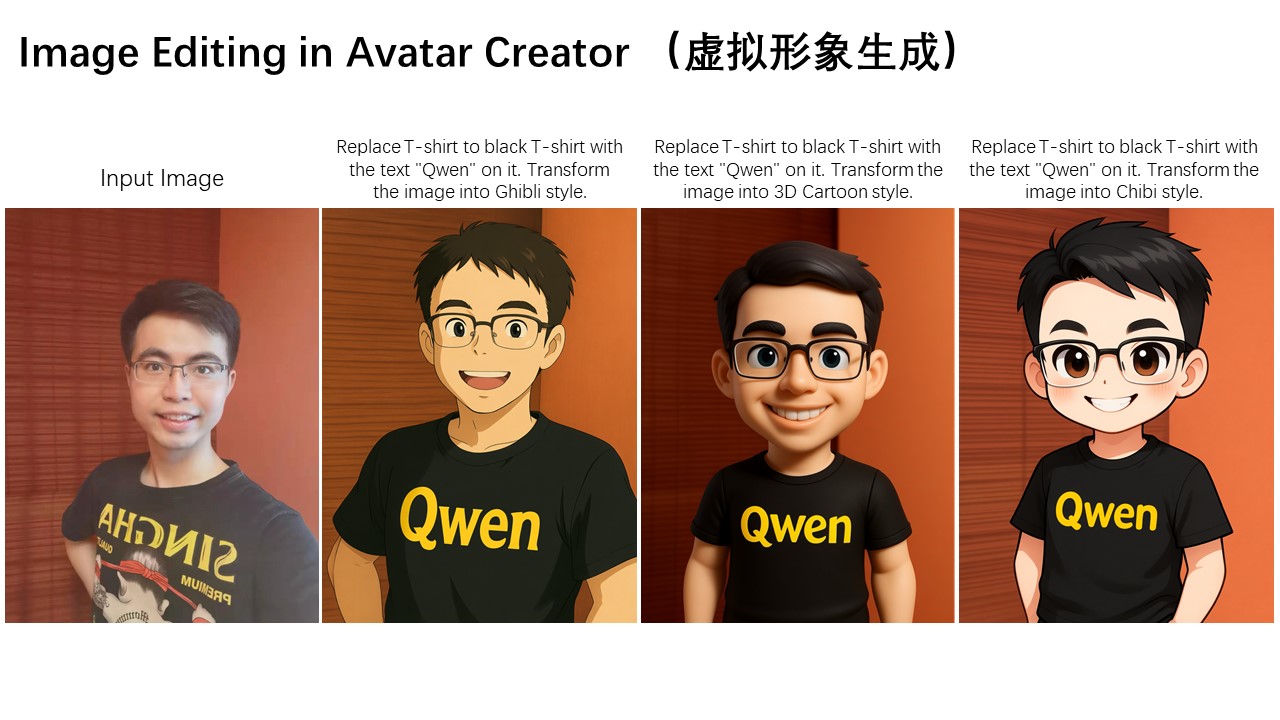 Image Editing in Avatar Creator （虚拟形象生成）
Input Image
Replace T-shirt to black T-shirt with
the text "Qwen" on it. Transform
the image into Ghibli style.
Replace T-shirt to black T-shirt with
the text "Qwen" on it. Transform the
image into 3D Cartoon style.
Replace T-shirt to black T-shirt with
the text "Qwen" on it. Transform the
image into Chibi style.
SINGHA
PREMIUM
Qwen
Qwen
Qwen